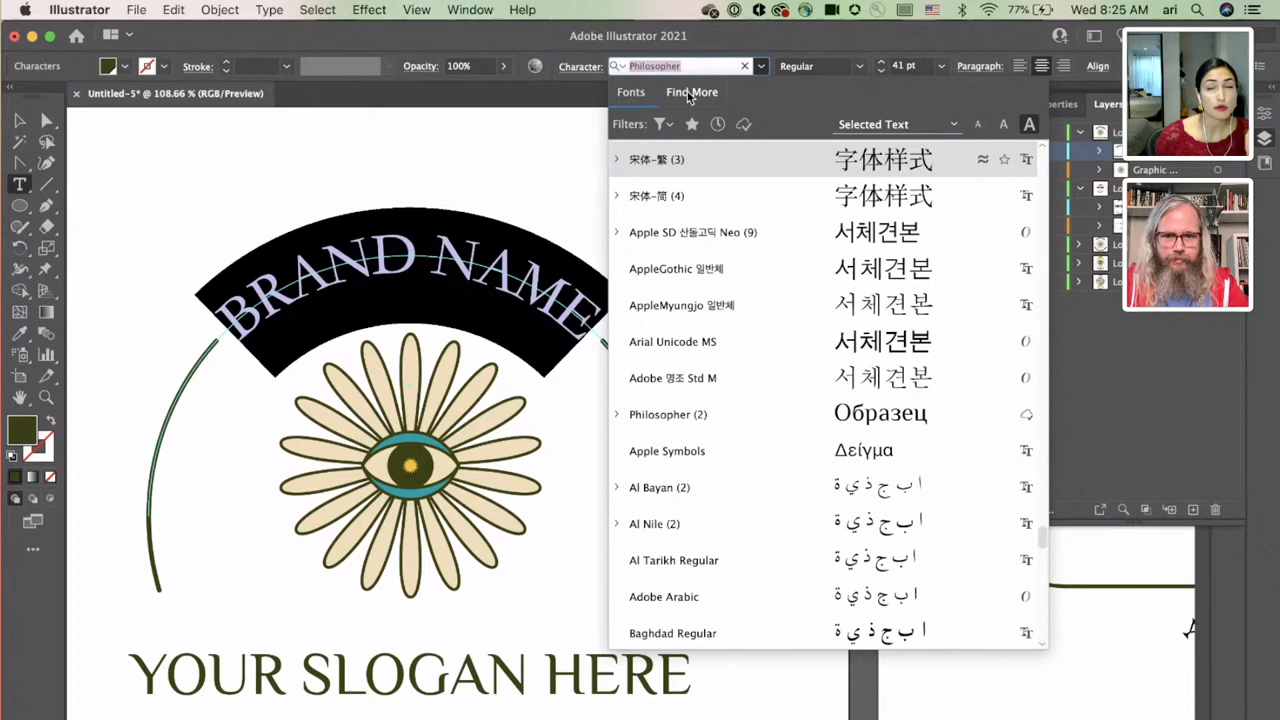 Illustrator File Edit Object Type Select Effect View Window Help 77% Wed 8:25 AM ari
Adobe Illustrator 2021
Characters Stroke: Opacity: 100% Character: Philosopher Regular 41 pt Paragraph: Align
Untitled-5* @ 108.66 % (RGB/Preview)
Fonts Find More
Filters: Selected Text A A A
宋体-繁 (3) 字体样式
宋体-简 (4) 字体样式
Apple SD 산돌고딕 Neo (9) 서체견본
AppleGothic 일반체 서체견본
AppleMyungjo 일반체 서체견본
Arial Unicode MS 서체견본
Adobe 명조 Std M 서체견본
Philosopher (2) Образец
Apple Symbols Δείγμα
Al Bayan (2) ا ب ج ذ ي ة
Al Nile (2) ا ب ج ذ ي ة
Al Tarikh Regular ا ب ج ذ ي ة
Adobe Arabic ا ب ج ذ ي ة
Baghdad Regular ا ب ج ذ ي ة
operties Layers
Graphic ...
BRAND NAME
YOUR SLOGAN HERE